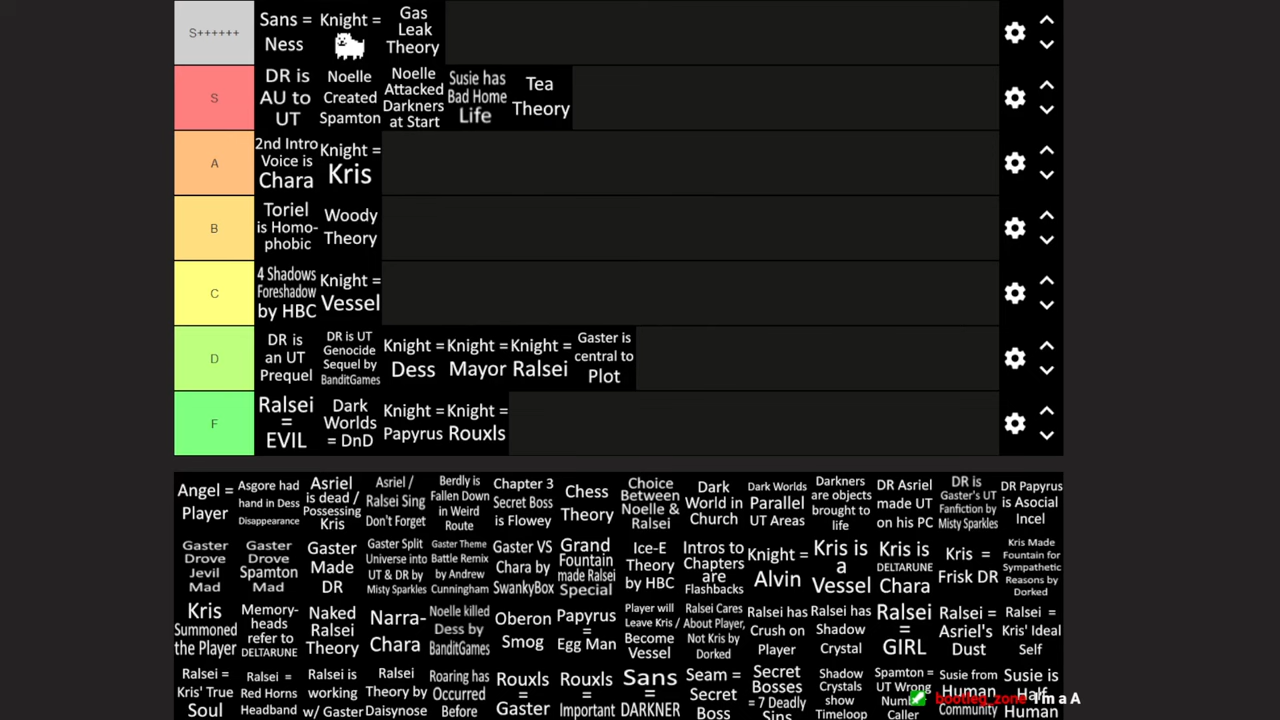 S++++++
Sans =
Ness
Knight =
Gas
Leak
Theory
S
DR is
AU to
UT
Noelle
Created
Spamton
Noelle
Attacked
Darkners
at Start
Susie has
Bad Home
Life
Tea
Theory
A
2nd Intro
Voice is
Chara
Knight =
Kris
B
Toriel
is Homo-
phobic
Woody
Theory
C
4 Shadows
Foreshadow
by HBC
Knight =
Vessel
D
DR is
an UT
Prequel
DR is UT
Genocide
Sequel by
BanditGames
Knight =
Dess
Knight =
Mayor
Knight =
Ralsei
Gaster is
central to
Plot
F
Ralsei
=
EVIL
Dark
Worlds
= DnD
Knight =
Papyrus
Knight =
Rouxls
Angel =
Player
Asgore had
hand in Dess
Disappearance
Asriel
is dead /
Possessing
Kris
Asriel /
Ralsei Sing
Don't Forget
Berdly is
Fallen Down
in Weird
Route
Chapter 3
Secret Boss
is Flowey
Chess
Theory
Choice
Between
Noelle &
Ralsei
Dark
World in
Church
Dark Worlds
Parallel
UT Areas
Darkners
are objects
brought to
life
DR Asriel
made UT
on his PC
DR is
Gaster's UT
Fanfiction by
Misty Sparkles
DR Papyrus
is Asocial
Incel
Gaster
Drove
Jevil
Mad
Gaster
Drove
Spamton
Mad
Gaster
Made
DR
Gaster Split
Universe into
UT & DR by
Misty Sparkles
Gaster Theme
Battle Remix
by Andrew
Cunningham
Gaster VS
Chara by
SwankyBox
Grand
Fountain
made Ralsei
Special
Ice-E
Theory
by HBC
Intros to
Chapters
are
Flashbacks
Knight =
Alvin
Kris is
a
Vessel
Kris is
DELTARUNE
Chara
Kris =
Frisk DR
Kris Made
Fountain for
Sympathetic
Reasons by
Dorked
Kris
Summoned
the Player
Memory-
heads
refer to
DELTARUNE
Naked
Ralsei
Theory
Narra-
Chara
Noelle killed
Dess by
BanditGames
Oberon
Smog
Papyrus
=
Egg Man
Player will
Leave Kris /
Become
Vessel
Ralsei Cares
About Player,
Not Kris by
Dorked
Ralsei has
Crush on
Player
Ralsei has
Shadow
Crystal
Ralsei
=
GIRL
Ralsei =
Asriel's
Dust
Ralsei =
Kris' Ideal
Self
Ralsei =
Kris' True
Soul
Ralsei =
Red Horns
Headband
Ralsei is
working
w/ Gaster
Ralsei
Theory by
Daisynose
Roaring has
Occurred
Before
Rouxls
=
Gaster
Rouxls
=
Important
Sans
=
DARKNER
Seam =
Secret
Boss
Secret
Bosses
= 7 Deadly
Sins
Shadow
Crystals
show
Timeloop
Spamton =
UT Wrong
Caller
Susie from
Human
Community
Susie is
Half
Human
bootleg_zone I'm a A